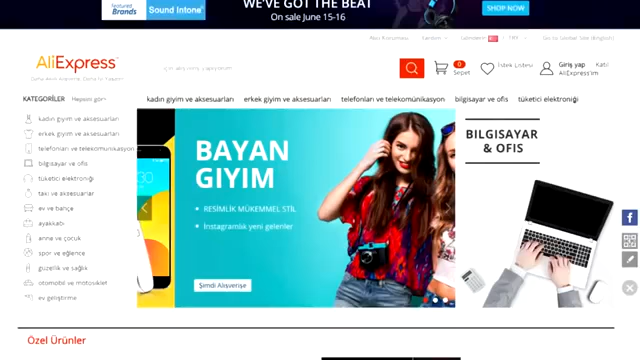 WE'VE GOT THE BEAT
On sale June 15-16
Featured Brands
Sound Intone
SHOP NOW
AliExpress
0
Sepet
İstek Listesi
Giriş yap
Katıl
AliExpress'im
KATEGORİLER
kadın giyim ve aksesuarları
erkek giyim ve aksesuarları
telefonları ve telekomünikasyon
bilgisayar ve ofis
tüketici elektroniği
kadın giyim ve aksesuarları
erkek giyim ve aksesuarları
telefonları ve telekomünikasyon
bilgisayar ve ofis
tüketici elektroniği
takı ve aksesuarlar
ev ve bahçe
ayakkabı
anne ve çocuk
spor ve eğlence
güzellik ve sağlık
otomobil ve motosiklet
ev geliştirme
BAYAN
GIYIM
RESİMLİK MÜKEMMEL STİL
Instagramlık yeni gelenler
Şimdi Alışverişe
BILGISAYAR
& OFIS
Özel Ürünler